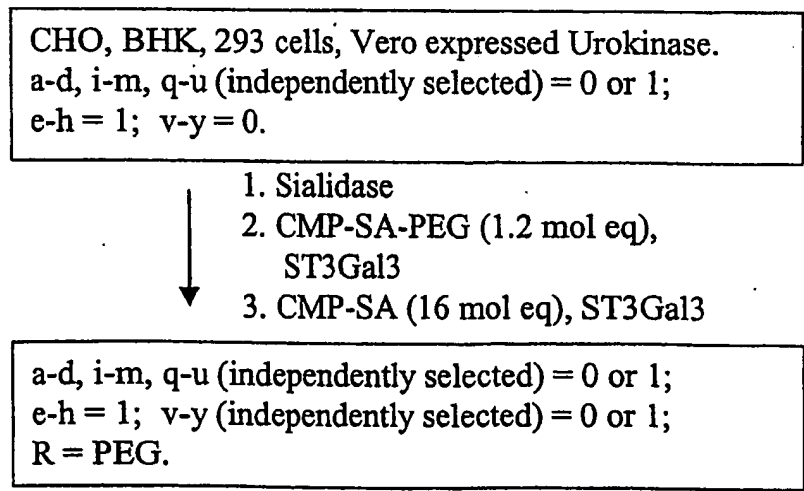 CHO, BHK, 293 cells, Vero expressed Urokinase.
a-d, i-m, q-u (independently selected) = 0 or 1;
e-h = 1; v-y = 0.
1. Sialidase
2. CMP-SA-PEG (1.2 mol eq),
ST3Gal3
3. CMP-SA (16 mol eq), ST3Gal3
a-d, i-m, q-u (independently selected) = 0 or 1;
e-h = 1; v-y (independently selected) = 0 or 1;
R = PEG.